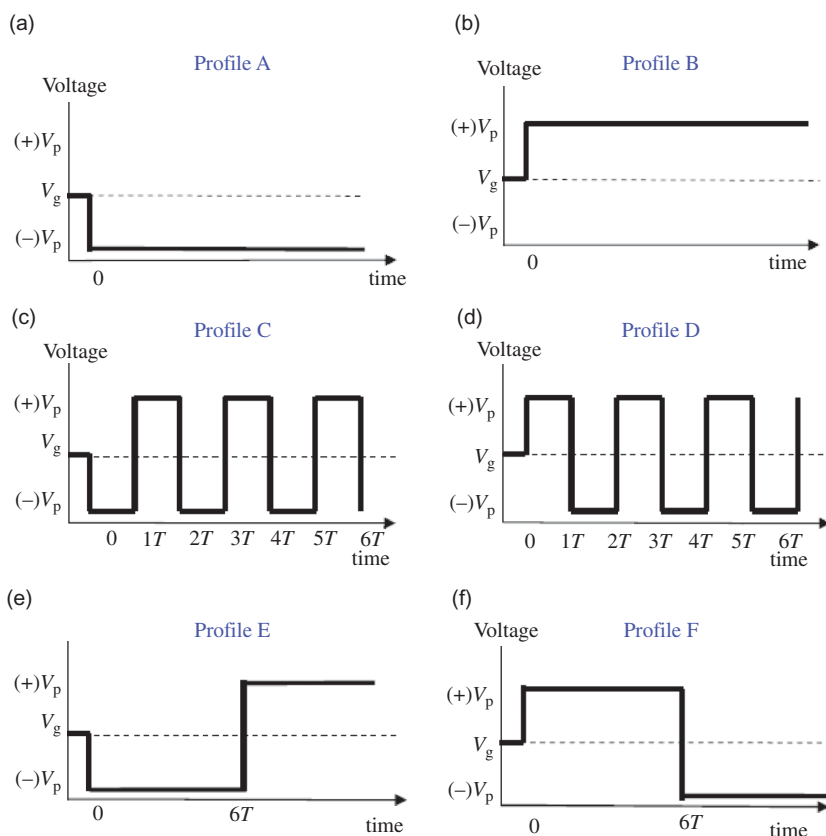 (a)
Profile A
Voltage
(+)Vp
Vg
(−)Vp
0
time
(b)
Profile B
Voltage
(+)Vp
Vg
(−)Vp
0
time
(c)
Profile C
Voltage
(+)Vp
Vg
(−)Vp
0 1T 2T 3T 4T 5T 6T
time
(d)
Profile D
Voltage
(+)Vp
Vg
(−)Vp
0 1T 2T 3T 4T 5T 6T
time
(e)
Profile E
Voltage
(+)Vp
Vg
(−)Vp
0 6T
time
(f)
Profile F
Voltage
(+)Vp
Vg
(−)Vp
0 6T
time